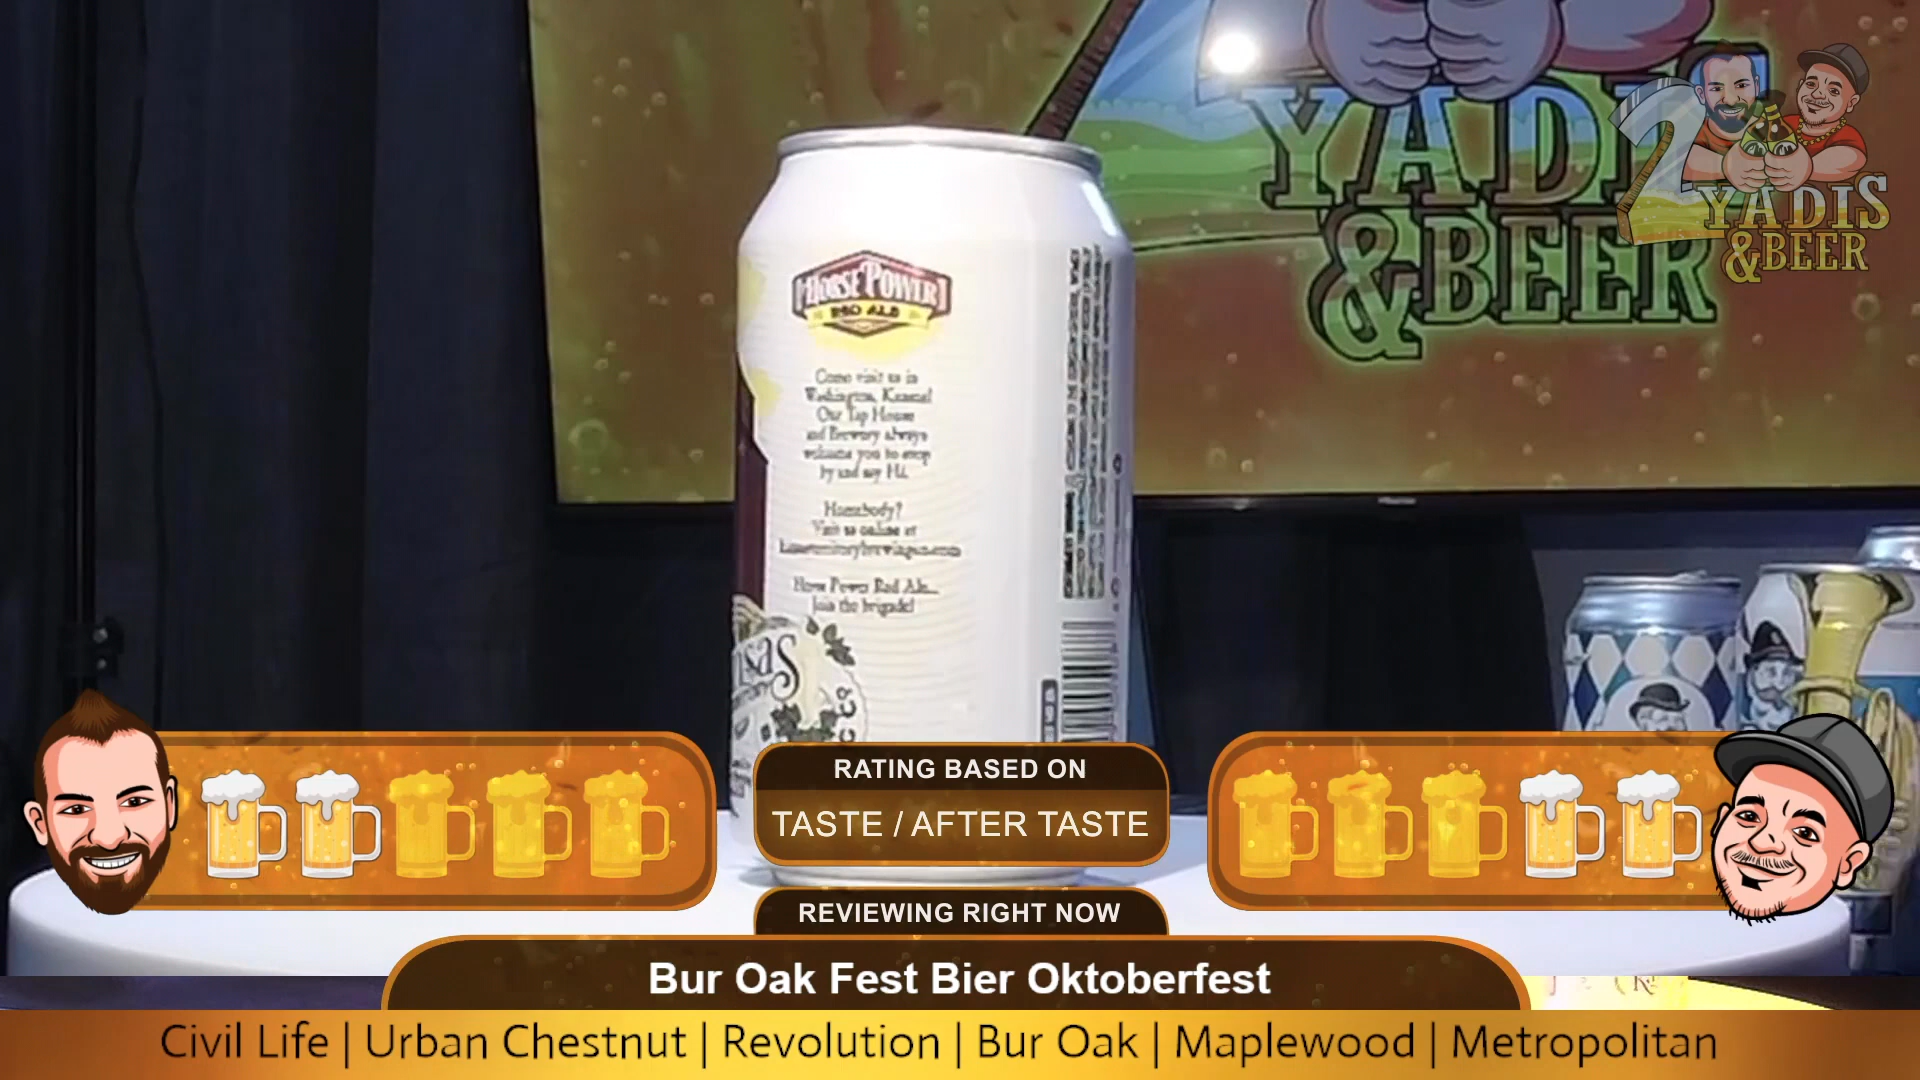 YADIS
&BEER
2
YADIS
&BEER
HORSE POWER
RED ALE
Come visit us in
Washington, Kansas!
Our Tap House
and Brewery always
welcome you to stop
by and say Hi.
Homebody?
Visit us online at
Horse Power Red Ale...
Join the brigade!
RATING BASED ON
TASTE / AFTER TASTE
REVIEWING RIGHT NOW
Bur Oak Fest Bier Oktoberfest
Civil Life | Urban Chestnut | Revolution | Bur Oak | Maplewood | Metropolitan